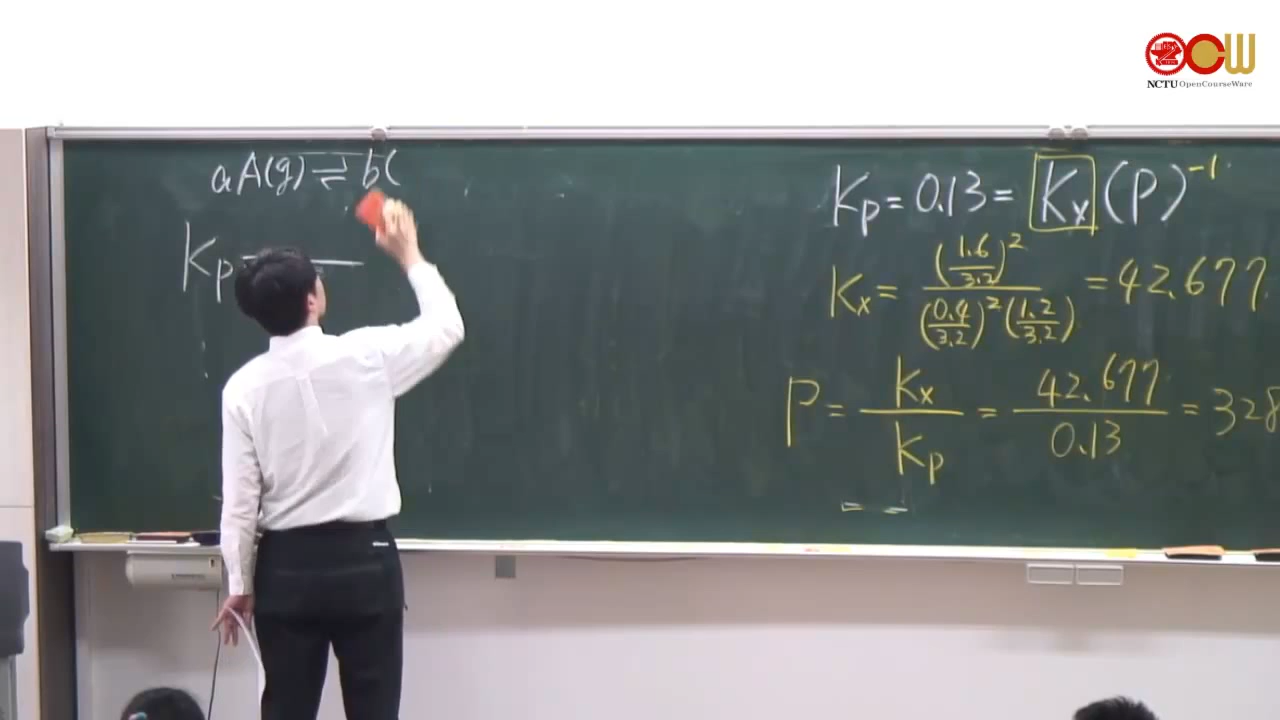 NCTU OpenCourseWare
aA(g) ⇌ b(
Kp =
Kp = 0.13 = Kx (P)^-1
Kx = (1.6/3.2)^2 / (0.4/3.2)^2 (1.2/3.2) = 42.677
P = Kx / Kp = 42.677 / 0.13 = 328